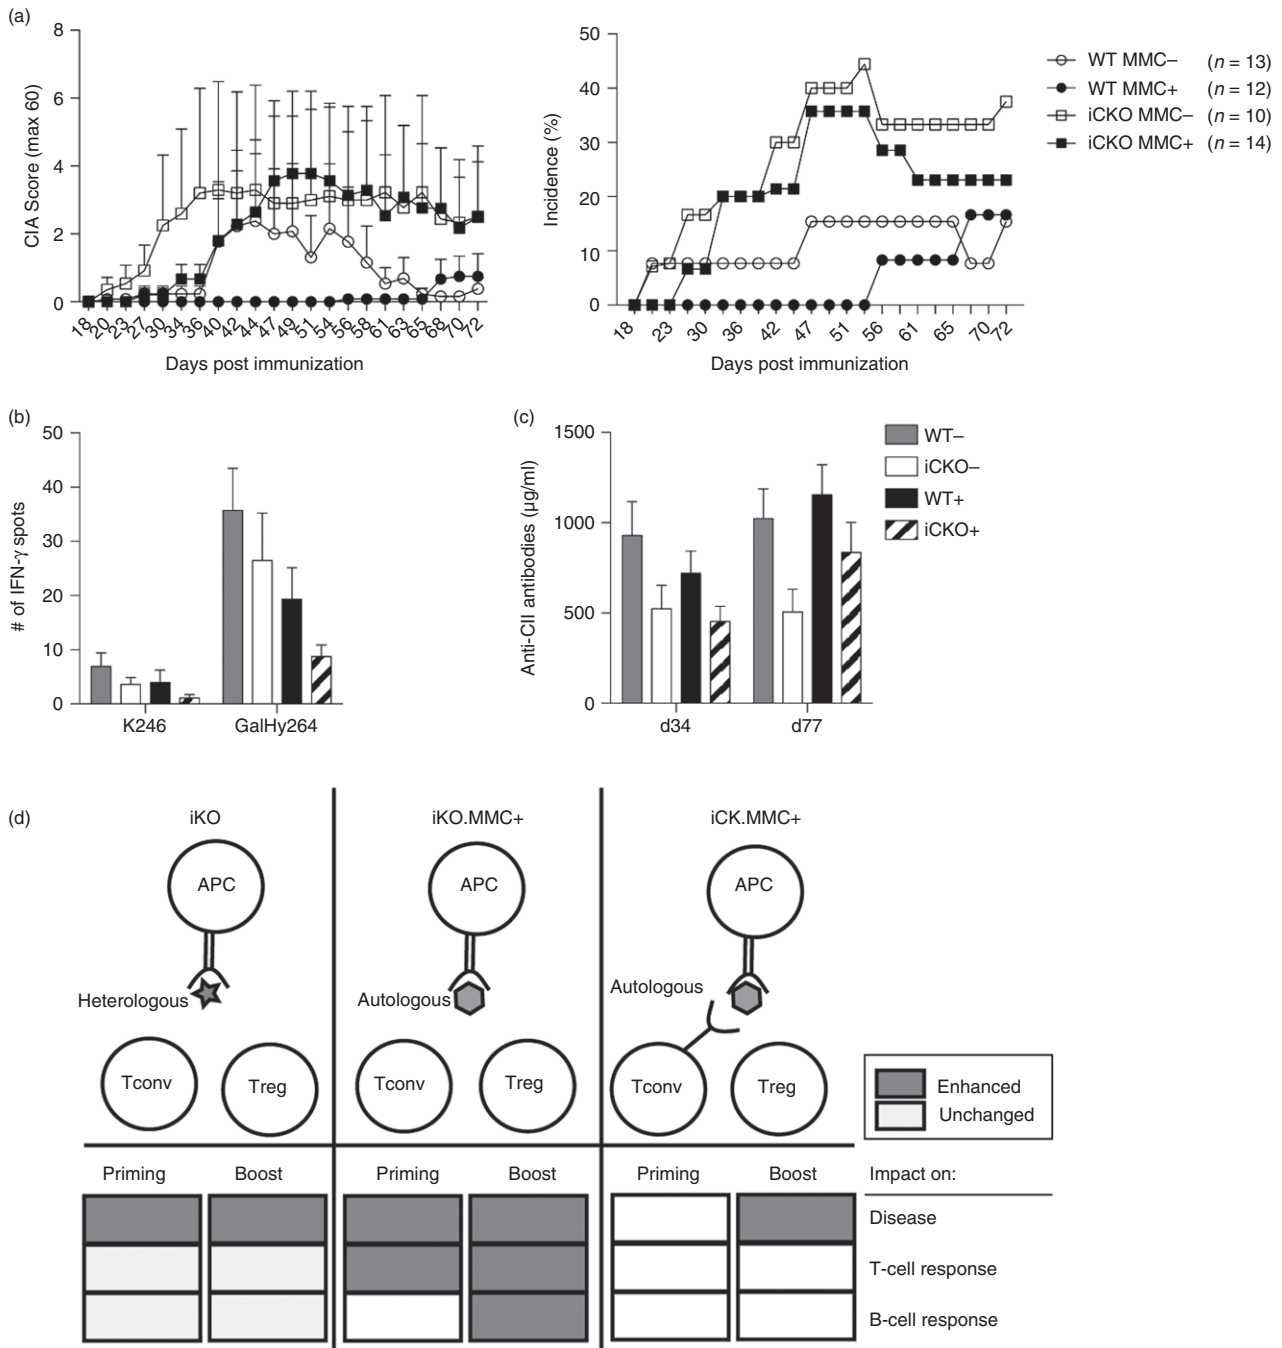 (a)
CIA Score (max 60)
8
6
4
2
0
18 20 23 27 30 34 36 40 42 44 47 49 51 54 56 58 61 63 65 68 70 72
Days post immunization
Incidence (%)
50
40
30
20
10
0
18 23 30 36 42 47 51 56 61 65 70 72
Days post immunization
WT MMC– (n = 13)
WT MMC+ (n = 12)
iCKO MMC– (n = 10)
iCKO MMC+ (n = 14)
(b)
# of IFN-γ spots
50
40
30
20
10
0
K246 GalHy264
(c)
Anti-CII antibodies (µg/ml)
1500
1000
500
0
d34 d77
WT–
iCKO–
WT+
iCKO+
(d)
iKO iKO.MMC+ iCK.MMC+
APC APC APC
Heterologous Autologous Autologous
Tconv Treg Tconv Treg Tconv Treg
Enhanced
Unchanged
Priming Boost Priming Boost Priming Boost Impact on:
Disease
T-cell response
B-cell response